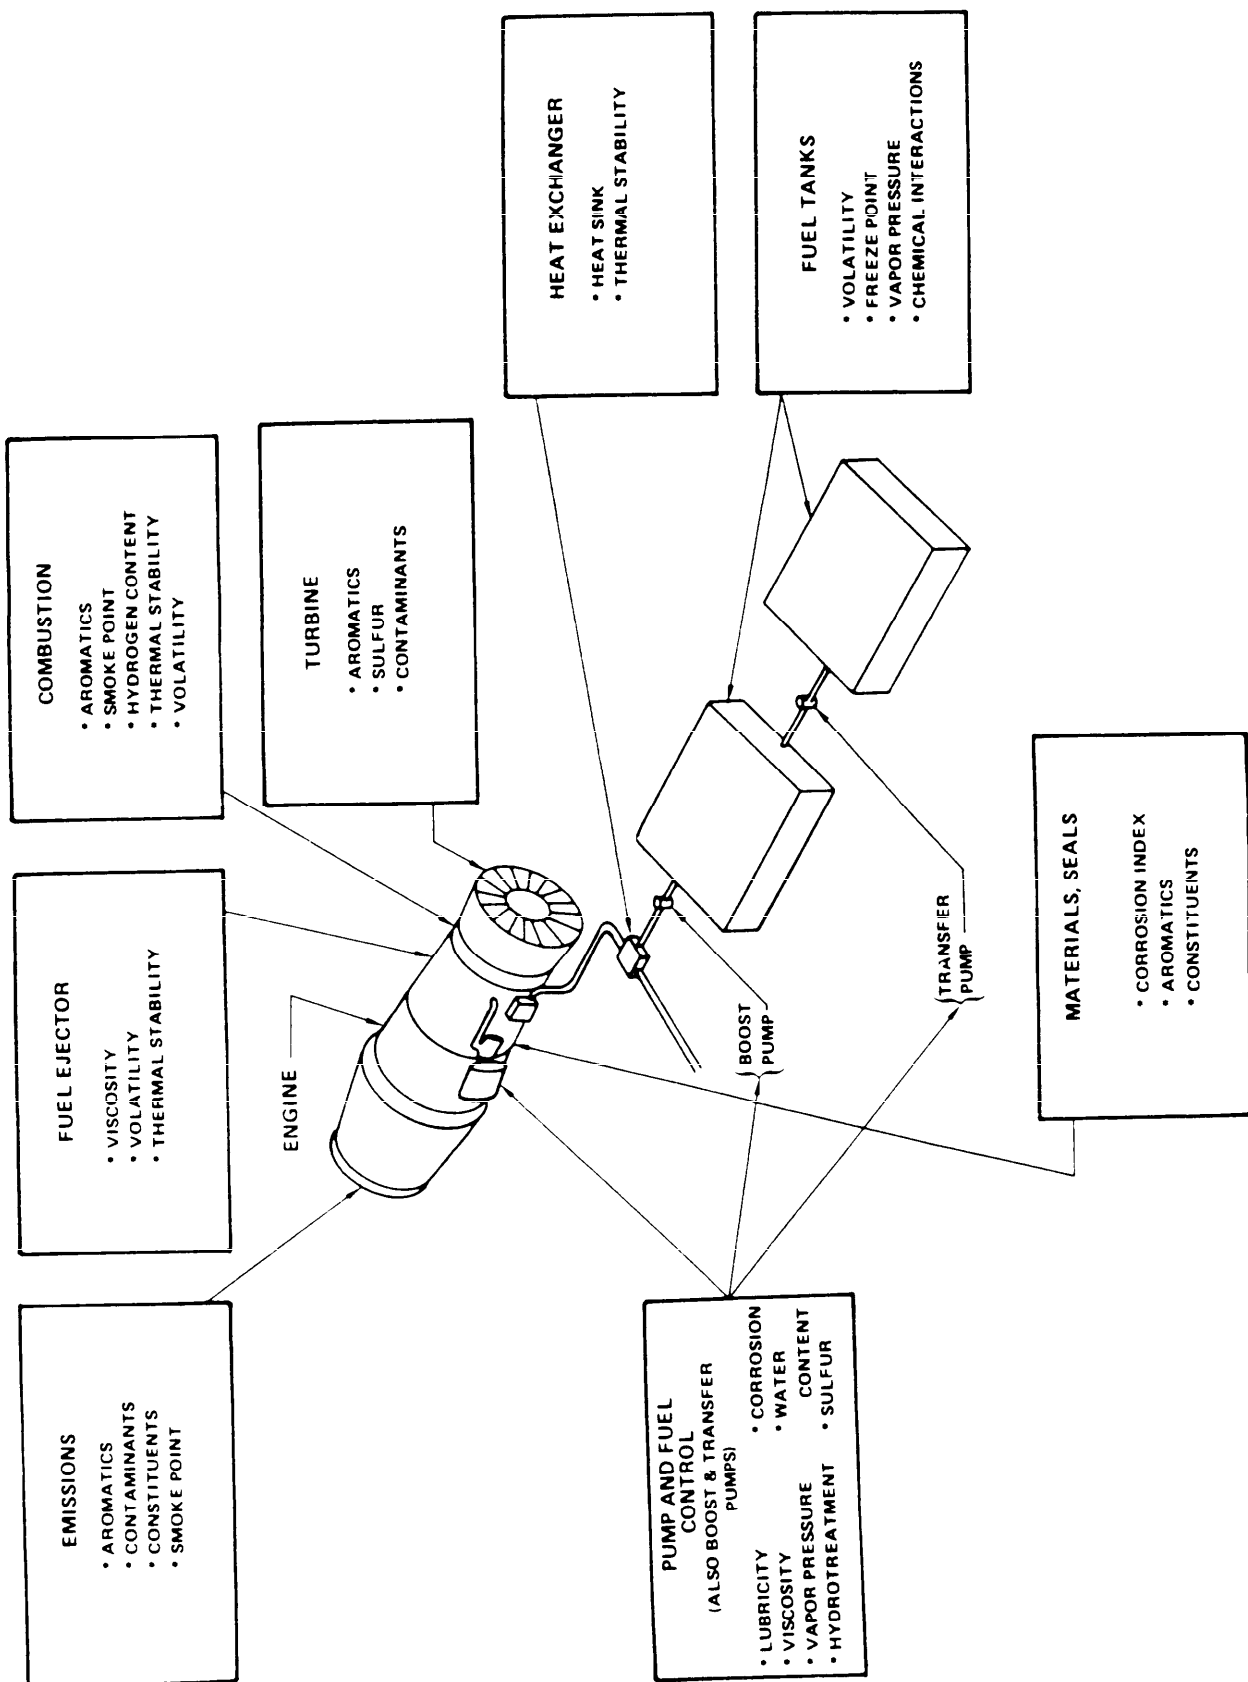 EMISSIONS
• AROMATICS
• CONTAMINANTS
• CONSTITUENTS
• SMOKE POINT
FUEL EJECTOR
• VISCOSITY
• VOLATILITY
• THERMAL STABILITY
COMBUSTION
• AROMATICS
• SMOKE POINT
• HYDROGEN CONTENT
• THERMAL STABILITY
• VOLATILITY
TURBINE
• AROMATICS
• SULFUR
• CONTAMINANTS
ENGINE
HEAT EXCHANGER
• HEAT SINK
• THERMAL STABILITY
FUEL TANKS
• VOLATILITY
• FREEZE POINT
• VAPOR PRESSURE
• CHEMICAL INTERACTIONS
PUMP AND FUEL
CONTROL
(ALSO BOOST & TRANSFER
PUMPS)
• LUBRICITY
• VISCOSITY
• VAPOR PRESSURE
• HYDROTREATMENT
• CORROSION
• WATER
CONTENT
• SULFUR
BOOST
PUMP
TRANSFER
PUMP
MATERIALS, SEALS
• CORROSION INDEX
• AROMATICS
• CONSTITUENTS